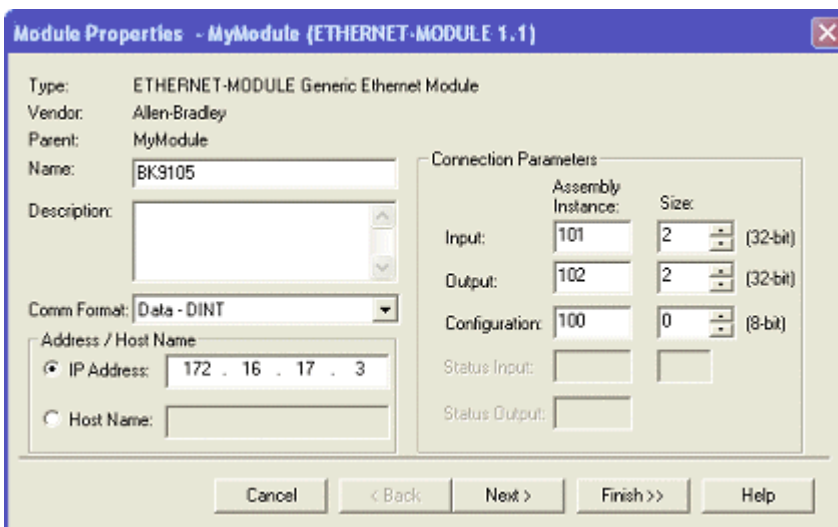 Module Properties - MyModule (ETHERNET-MODULE 1.1)
Type: ETHERNET-MODULE Generic Ethernet Module
Vendor: Allen-Bradley
Parent: MyModule
Name: BK9105
Description:
Comm Format: Data - DINT
Address / Host Name
IP Address: 172 . 16 . 17 . 3
Host Name:
Connection Parameters
Assembly Instance: Size:
Input: 101 2 (32-bit)
Output: 102 2 (32-bit)
Configuration: 100 0 (8-bit)
Status Input:
Status Output:
Cancel < Back Next > Finish >> Help